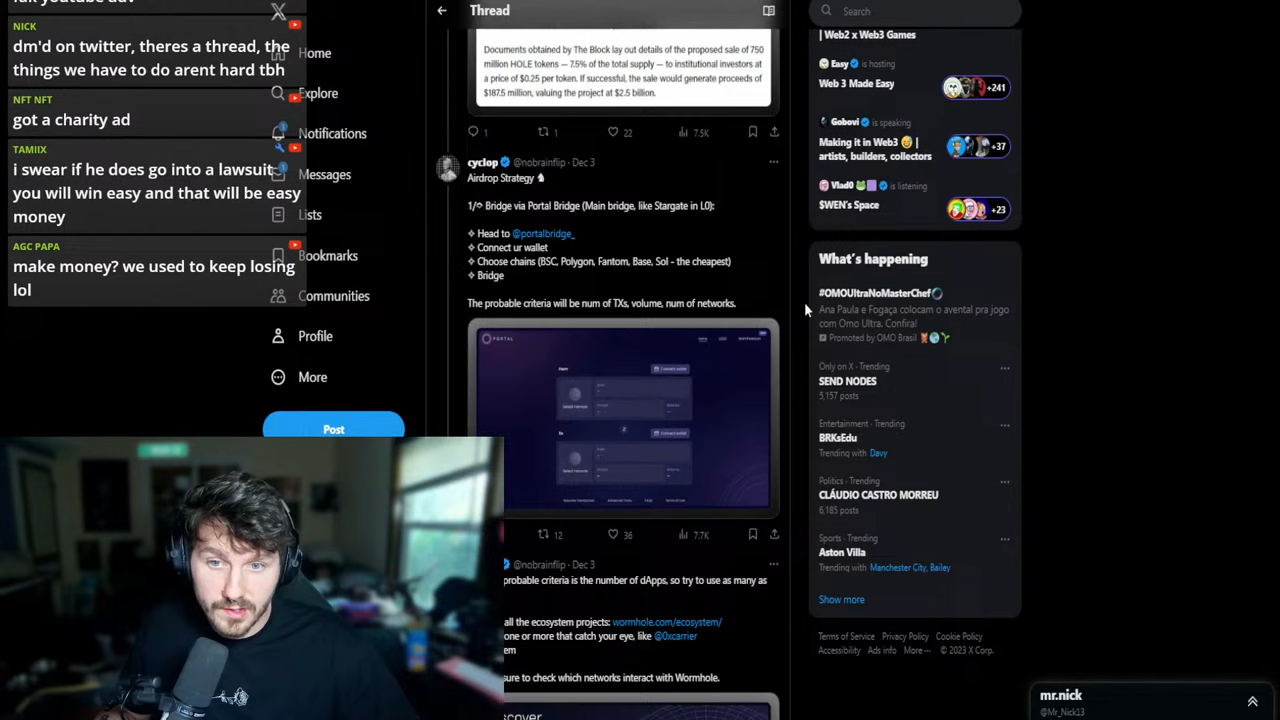 NICK
dm'd on twitter, theres a thread, the
things we have to do arent hard tbh
NFT NFT
got a charity ad
TAMIIX
i swear if he does go into a lawsuit
you will win easy and that will be easy
money
AGC PAPA
make money? we used to keep losing
lol
Home
Explore
Notifications
Messages
Lists
Bookmarks
Communities
Profile
More
Post
Thread
Documents obtained by The Block lay out details of the proposed sale of 750
million HOLE tokens — 7.5% of the total supply — to institutional investors at
a price of $0.25 per token. If successful, the sale would generate proceeds of
$187.5 million, valuing the project at $2.5 billion.
1 1 22 7.5K
cyclop @nobrainflip · Dec 3
Airdrop Strategy
1/ Bridge via Portal Bridge (Main bridge, like Stargate in L0):
❖ Head to @portalbridge_
❖ Connect ur wallet
❖ Choose chains (BSC, Polygon, Fantom, Base, Sol - the cheapest)
❖ Bridge
The probable criteria will be num of TXs, volume, num of networks.
PORTAL
Connect wallet
Connect wallet
12 36 7.7K
@nobrainflip · Dec 3
probable criteria is the number of dApps, so try to use as many as
all the ecosystem projects: wormhole.com/ecosystem/
one or more that catch your eye, like @0xcarrier
em
sure to check which networks interact with Wormhole.
scover
Search
| Web2 x Web3 Games
Easy is hosting
Web 3 Made Easy
+241
Gobovi is speaking
Making it in Web3 |
artists, builders, collectors
+37
Vlad0 is listening
$WEN's Space
+23
What's happening
#OMOUltraNoMasterChef
Ana Paula e Fogaça colocam o avental pra jogo
com Omo Ultra. Confira!
Promented by OMO Brasil
Only on X · Trending
SEND NODES
5,157 posts
Entertainment · Trending
BRKsEdu
Trending with Davy
Politics · Trending
CLÁUDIO CASTRO MORREU
6,185 posts
Sports · Trending
Aston Villa
Trending with Manchester City, Bailey
Show more
Terms of Service Privacy Policy Cookie Policy
Accessibility Ads info More ··· © 2023 X Corp.
mr.nick
@Mr_Nick13